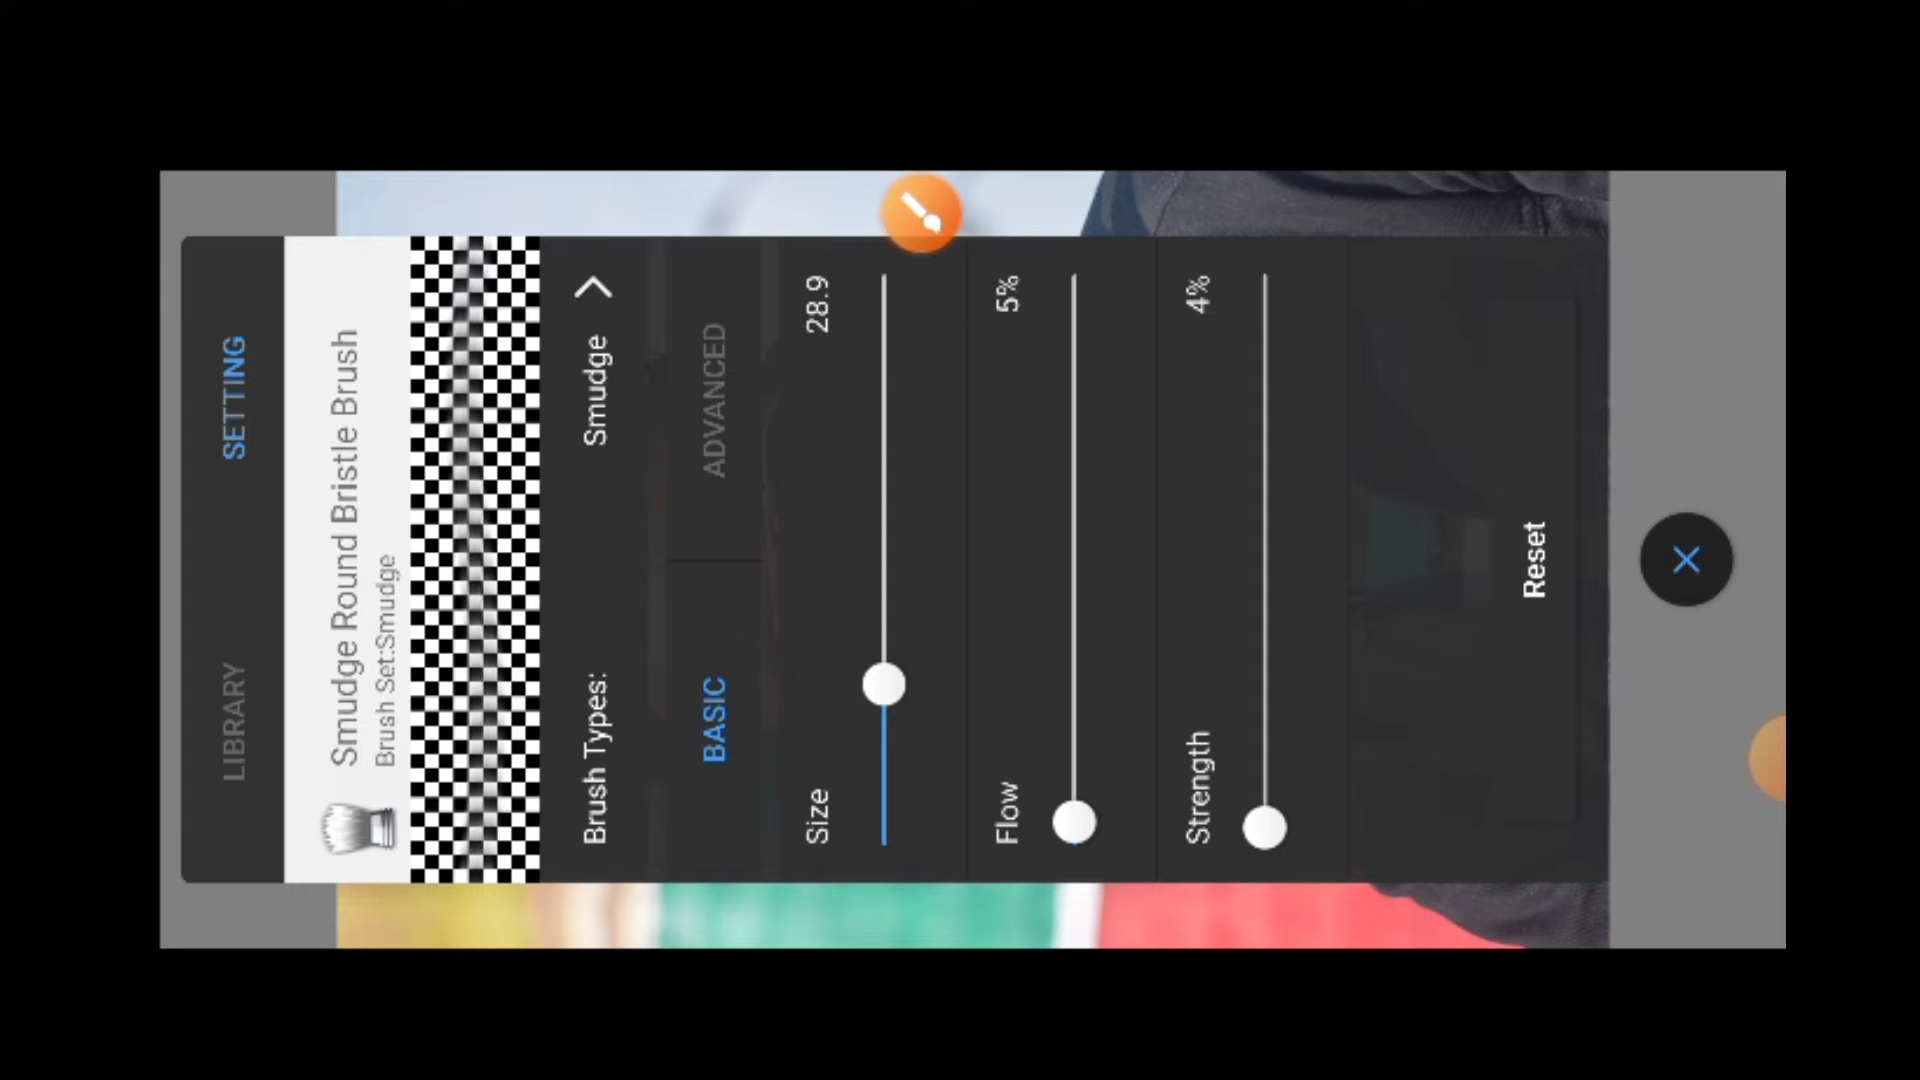 LIBRARY SETTING
Smudge Round Bristle Brush
Brush Set:Smudge
Brush Types: Smudge
BASIC ADVANCED
Size 28.9
Flow 5%
Strength 4%
Reset